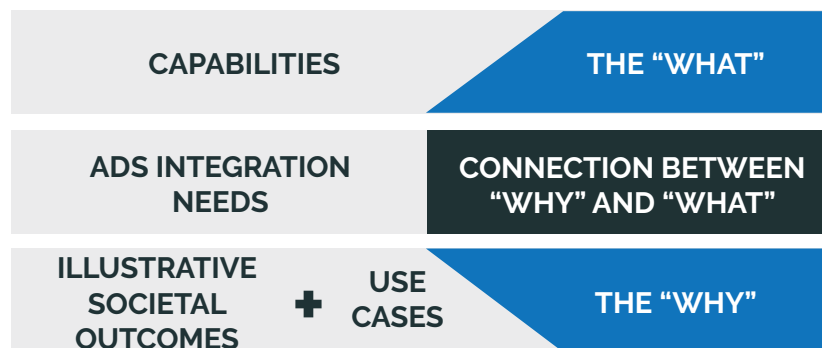 CAPABILITIES
THE “WHAT”
ADS INTEGRATION
NEEDS
CONNECTION BETWEEN
“WHY” AND “WHAT”
ILLUSTRATIVE
SOCIETAL
OUTCOMES
+
USE
CASES
THE “WHY”